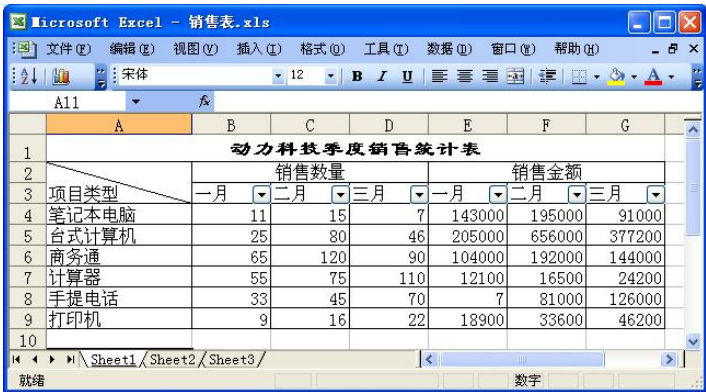 Microsoft Excel - 销售表.xls
文件(F) 编辑(E) 视图(V) 插入(I) 格式(O) 工具(T) 数据(D) 窗口(W) 帮助(H)
宋体 12 B I U A
A11 fx
A B C D E F G
1 动力科技季度销售统计表
2 销售数量 销售金额
3 项目类型 一月 二月 三月 一月 二月 三月
4 笔记本电脑 11 15 7 143000 195000 91000
5 台式计算机 25 80 46 205000 656000 377200
6 商务通 65 120 90 104000 192000 144000
7 计算器 55 75 110 12100 16500 24200
8 手提电话 33 45 70 7 81000 126000
9 打印机 9 16 22 18900 33600 46200
10
Sheet1 Sheet2 Sheet3
就绪 数字